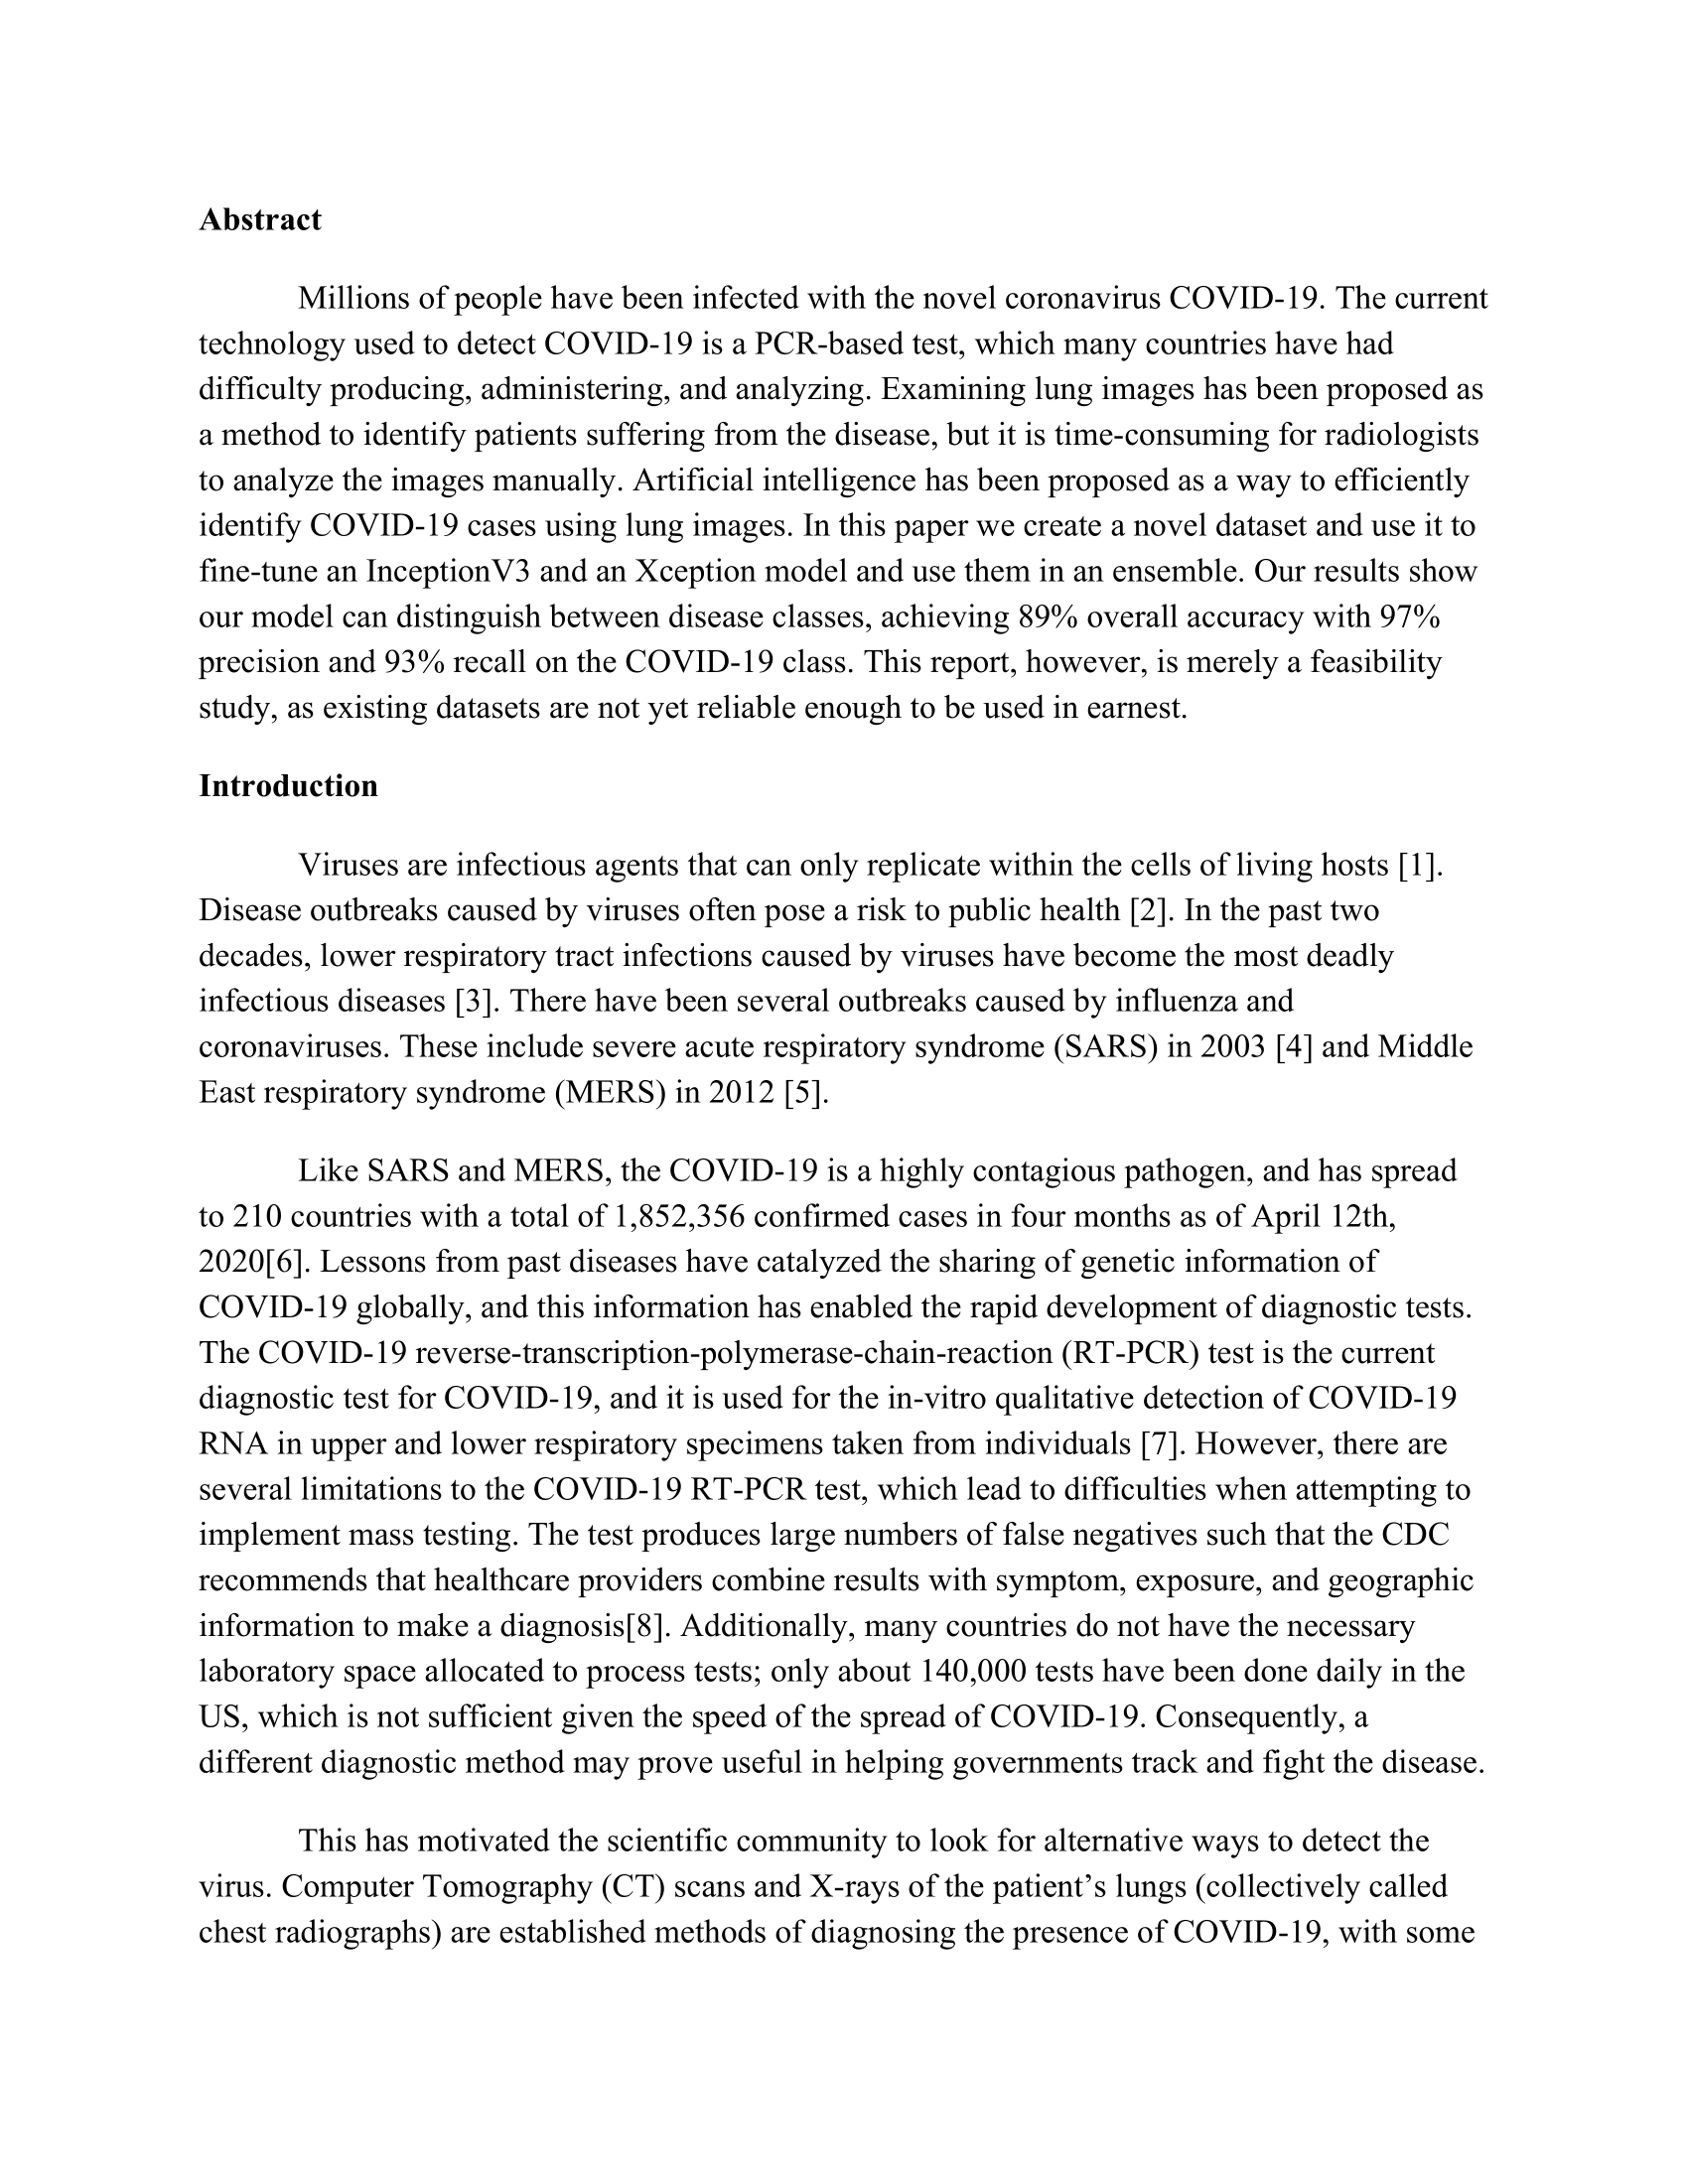 Abstract
Millions of people have been infected with the novel coronavirus COVID-19. The current
technology used to detect COVID-19 is a PCR-based test, which many countries have had
difficulty producing, administering, and analyzing. Examining lung images has been proposed as
a method to identify patients suffering from the disease, but it is time-consuming for radiologists
to analyze the images manually. Artificial intelligence has been proposed as a way to efficiently
identify COVID-19 cases using lung images. In this paper we create a novel dataset and use it to
fine-tune an InceptionV3 and an Xception model and use them in an ensemble. Our results show
our model can distinguish between disease classes, achieving 89% overall accuracy with 97%
precision and 93% recall on the COVID-19 class. This report, however, is merely a feasibility
study, as existing datasets are not yet reliable enough to be used in earnest.
Introduction
Viruses are infectious agents that can only replicate within the cells of living hosts [1].
Disease outbreaks caused by viruses often pose a risk to public health [2]. In the past two
decades, lower respiratory tract infections caused by viruses have become the most deadly
infectious diseases [3]. There have been several outbreaks caused by influenza and
coronaviruses. These include severe acute respiratory syndrome (SARS) in 2003 [4] and Middle
East respiratory syndrome (MERS) in 2012 [5].
Like SARS and MERS, the COVID-19 is a highly contagious pathogen, and has spread
to 210 countries with a total of 1,852,356 confirmed cases in four months as of April 12th,
2020[6]. Lessons from past diseases have catalyzed the sharing of genetic information of
COVID-19 globally, and this information has enabled the rapid development of diagnostic tests.
The COVID-19 reverse-transcription-polymerase-chain-reaction (RT-PCR) test is the current
diagnostic test for COVID-19, and it is used for the in-vitro qualitative detection of COVID-19
RNA in upper and lower respiratory specimens taken from individuals [7]. However, there are
several limitations to the COVID-19 RT-PCR test, which lead to difficulties when attempting to
implement mass testing. The test produces large numbers of false negatives such that the CDC
recommends that healthcare providers combine results with symptom, exposure, and geographic
information to make a diagnosis[8]. Additionally, many countries do not have the necessary
laboratory space allocated to process tests; only about 140,000 tests have been done daily in the
US, which is not sufficient given the speed of the spread of COVID-19. Consequently, a
different diagnostic method may prove useful in helping governments track and fight the disease.
This has motivated the scientific community to look for alternative ways to detect the
virus. Computer Tomography (CT) scans and X-rays of the patient’s lungs (collectively called
chest radiographs) are established methods of diagnosing the presence of COVID-19, with some